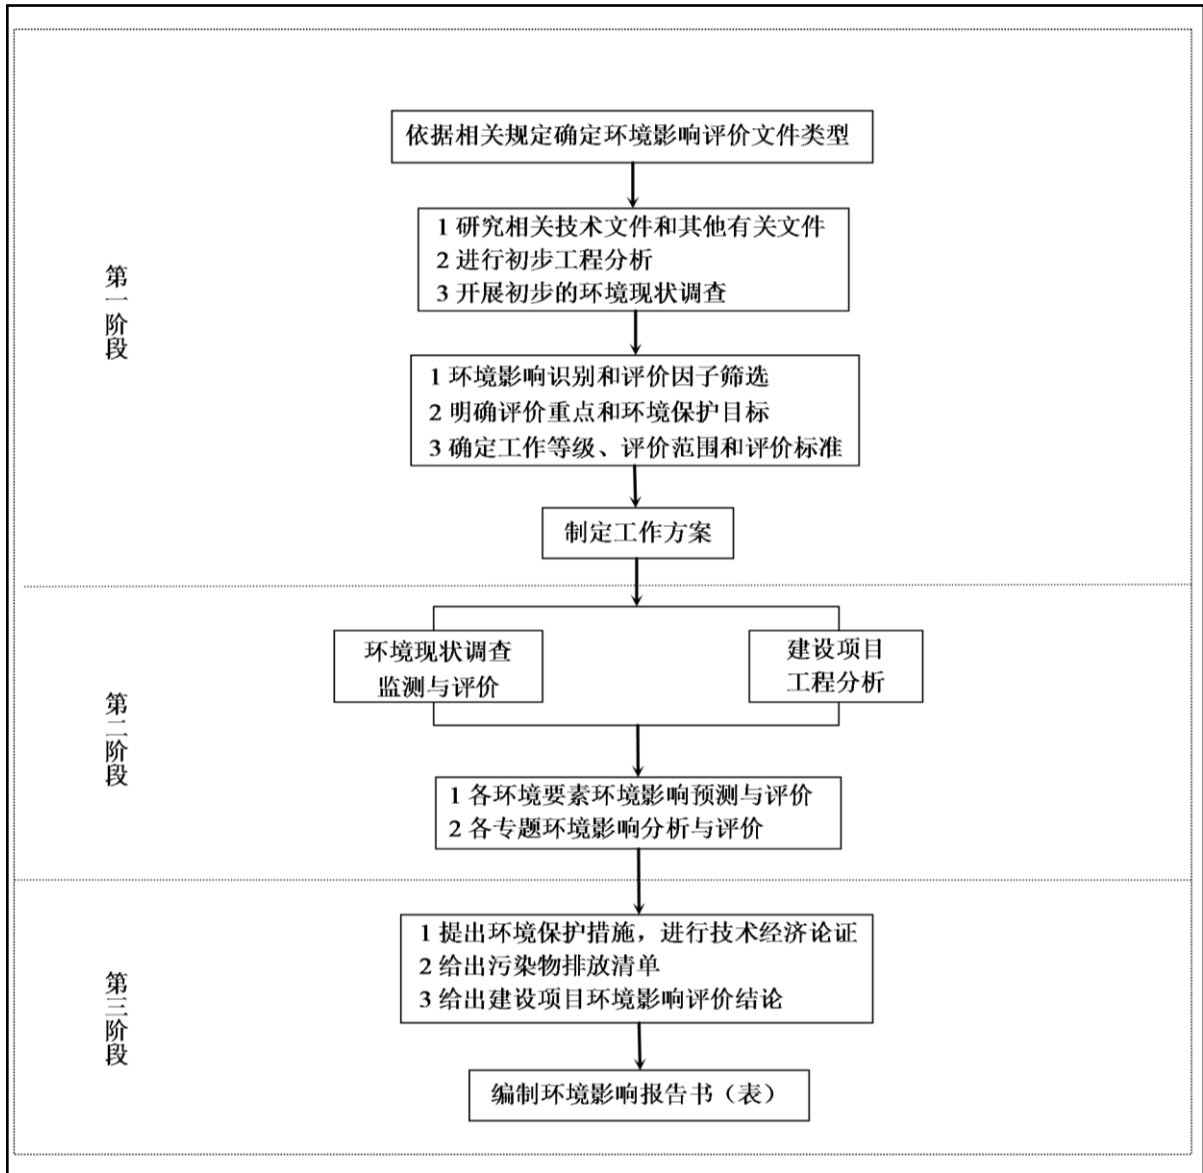 依据相关规定确定环境影响评价文件类型
1 研究相关技术文件和其他有关文件
2 进行初步工程分析
3 开展初步的环境现状调查
第一阶段
1 环境影响识别和评价因子筛选
2 明确评价重点和环境保护目标
3 确定工作等级、评价范围和评价标准
制定工作方案
环境现状调查
监测与评价
建设项目
工程分析
第二阶段
1 各环境要素环境影响预测与评价
2 各专题环境影响分析与评价
1 提出环境保护措施，进行技术经济论证
2 给出污染物排放清单
3 给出建设项目环境影响评价结论
第三阶段
编制环境影响报告书（表）